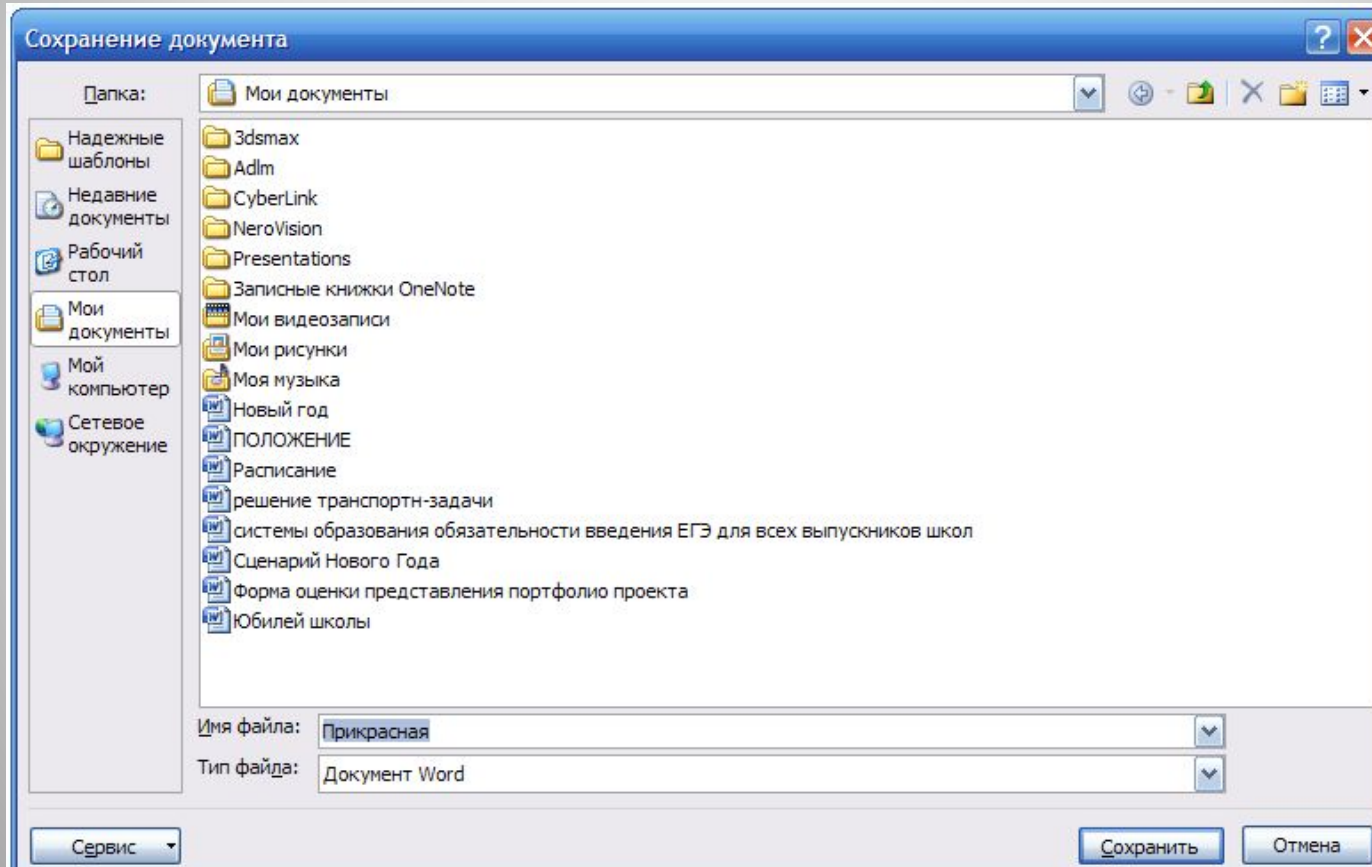 Сохранение документа
Папка:
Мои документы
Надежные
шаблоны
Недавние
документы
Рабочий
стол
Мои
документы
Мой
компьютер
Сетевое
окружение
3dsmax
Adlm
CyberLink
NeroVision
Presentations
Записные книжки OneNote
Мои видеозаписи
Мои рисунки
Моя музыка
Новый год
ПОЛОЖЕНИЕ
Расписание
решение транспортн-задачи
системы образования обязательности введения ЕГЭ для всех выпускников школ
Сценарий Нового Года
Форма оценки представления портфолио проекта
Юбилей школы
Имя файла:
Прикрасная
Тип файла:
Документ Word
Сервис
Сохранить
Отмена